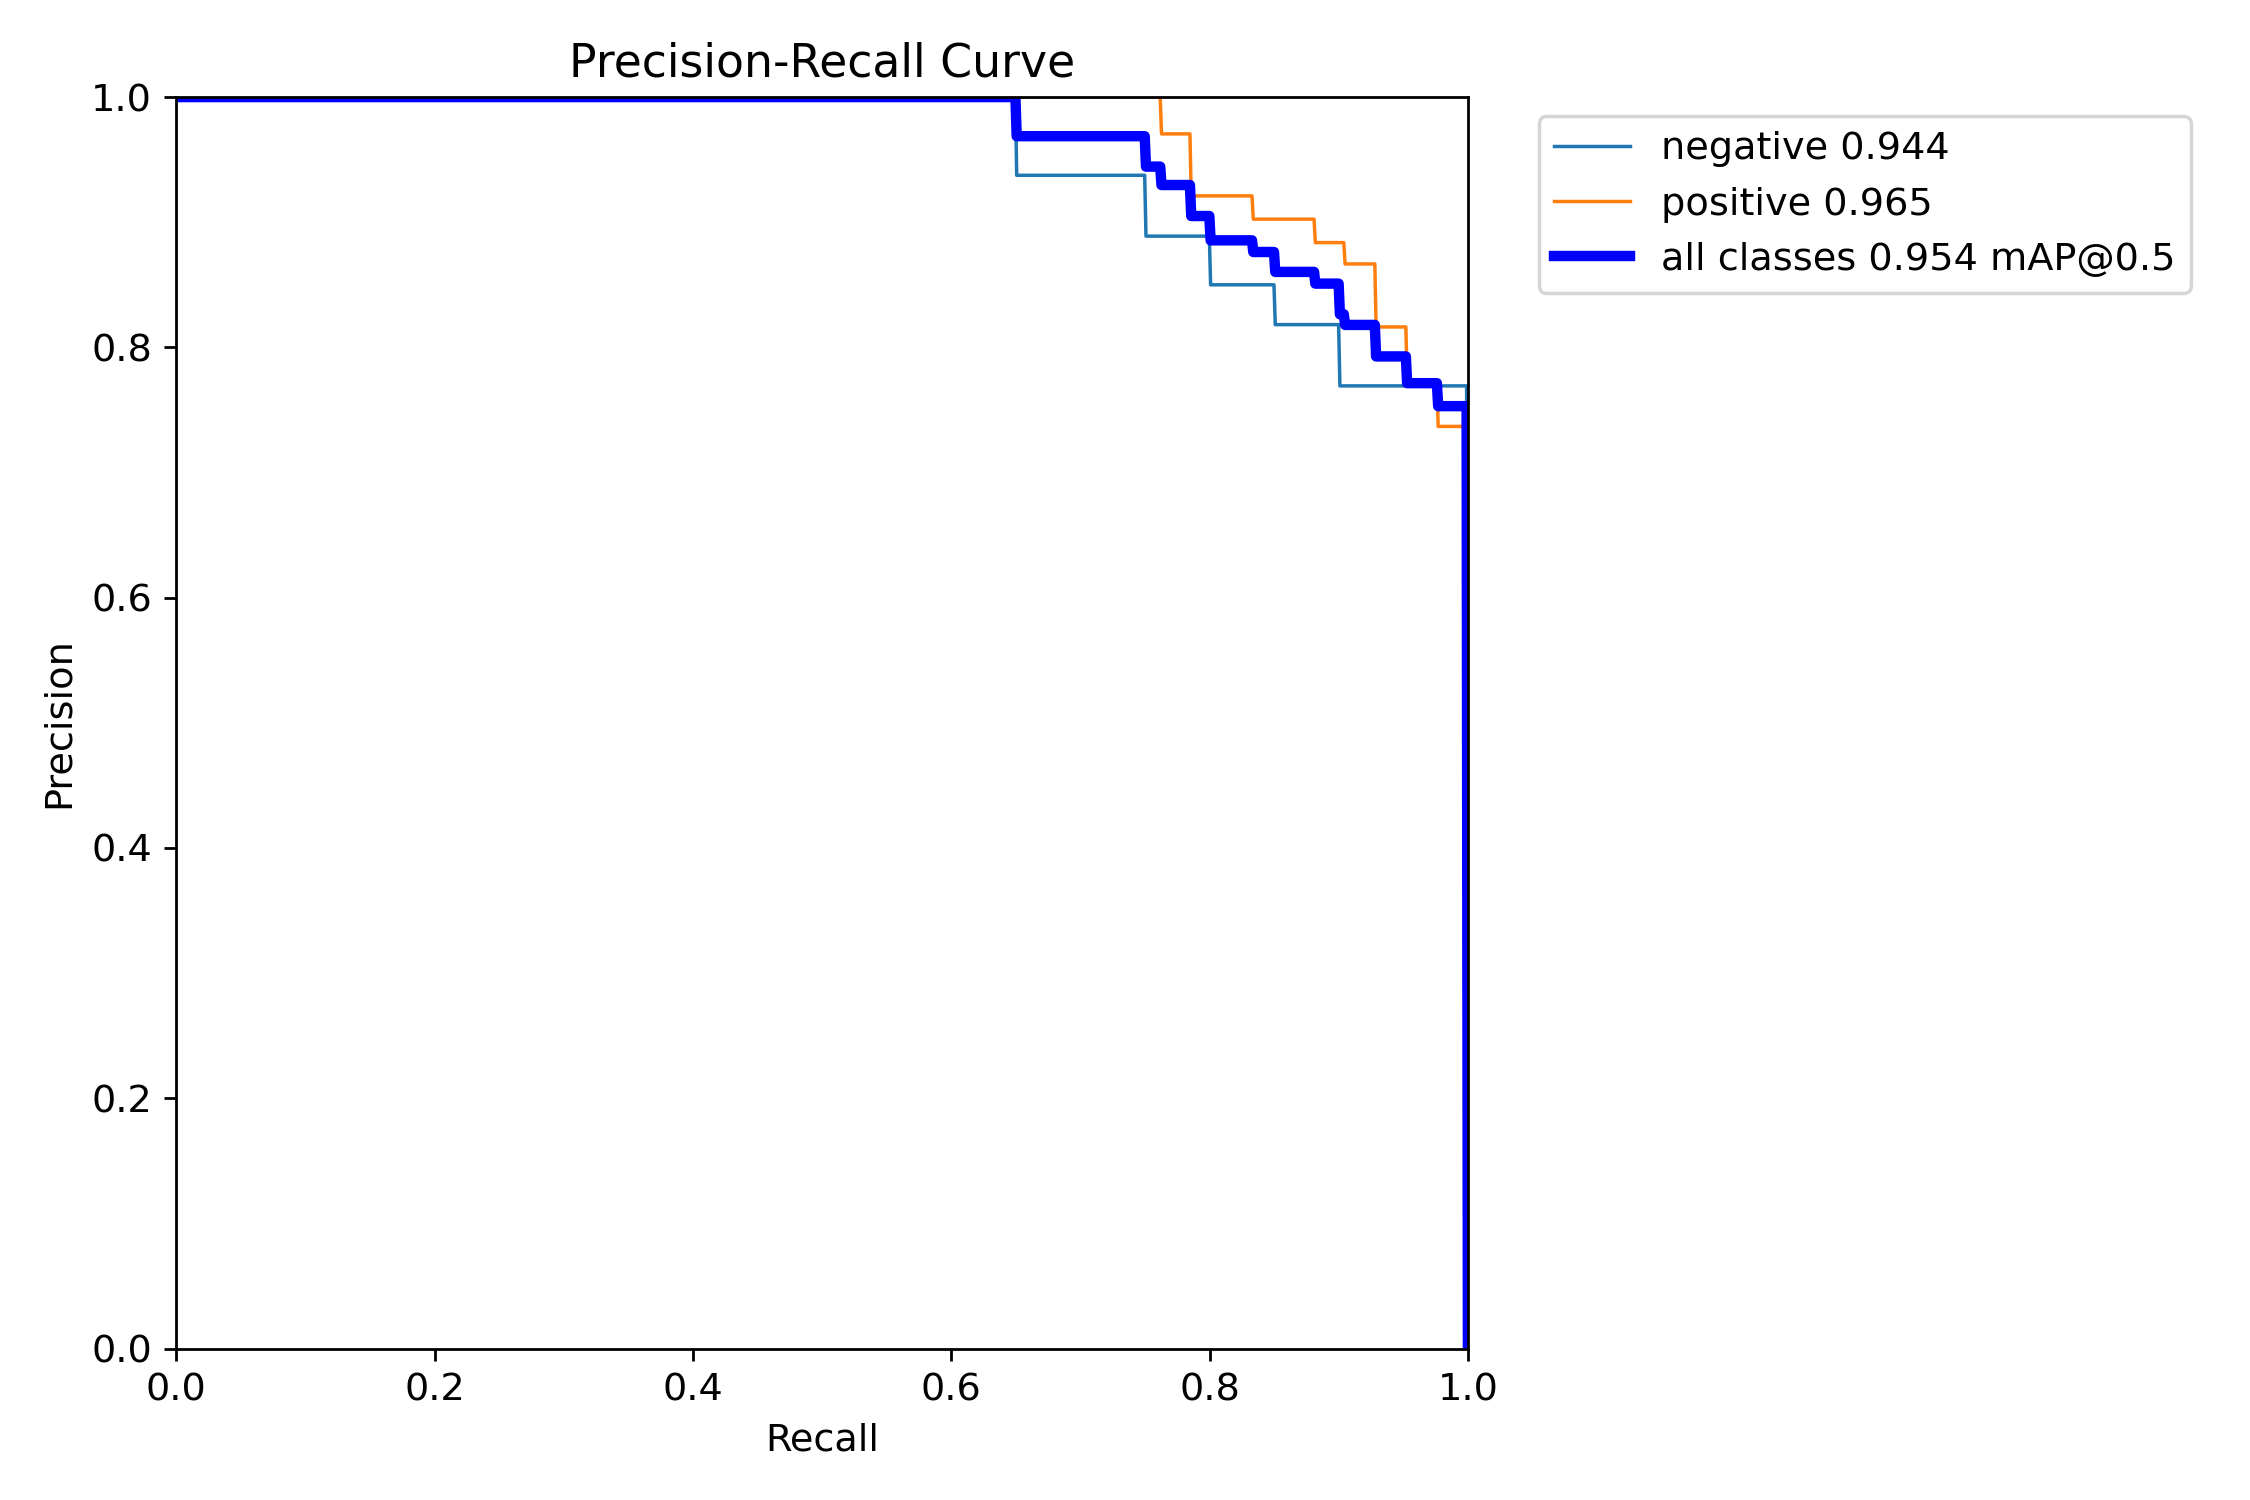 Precision-Recall Curve
negative 0.944
positive 0.965
all classes 0.954 mAP@0.5
Precision
1.0
0.8
0.6
0.4
0.2
0.0
0.0 0.2 0.4 0.6 0.8 1.0
Recall